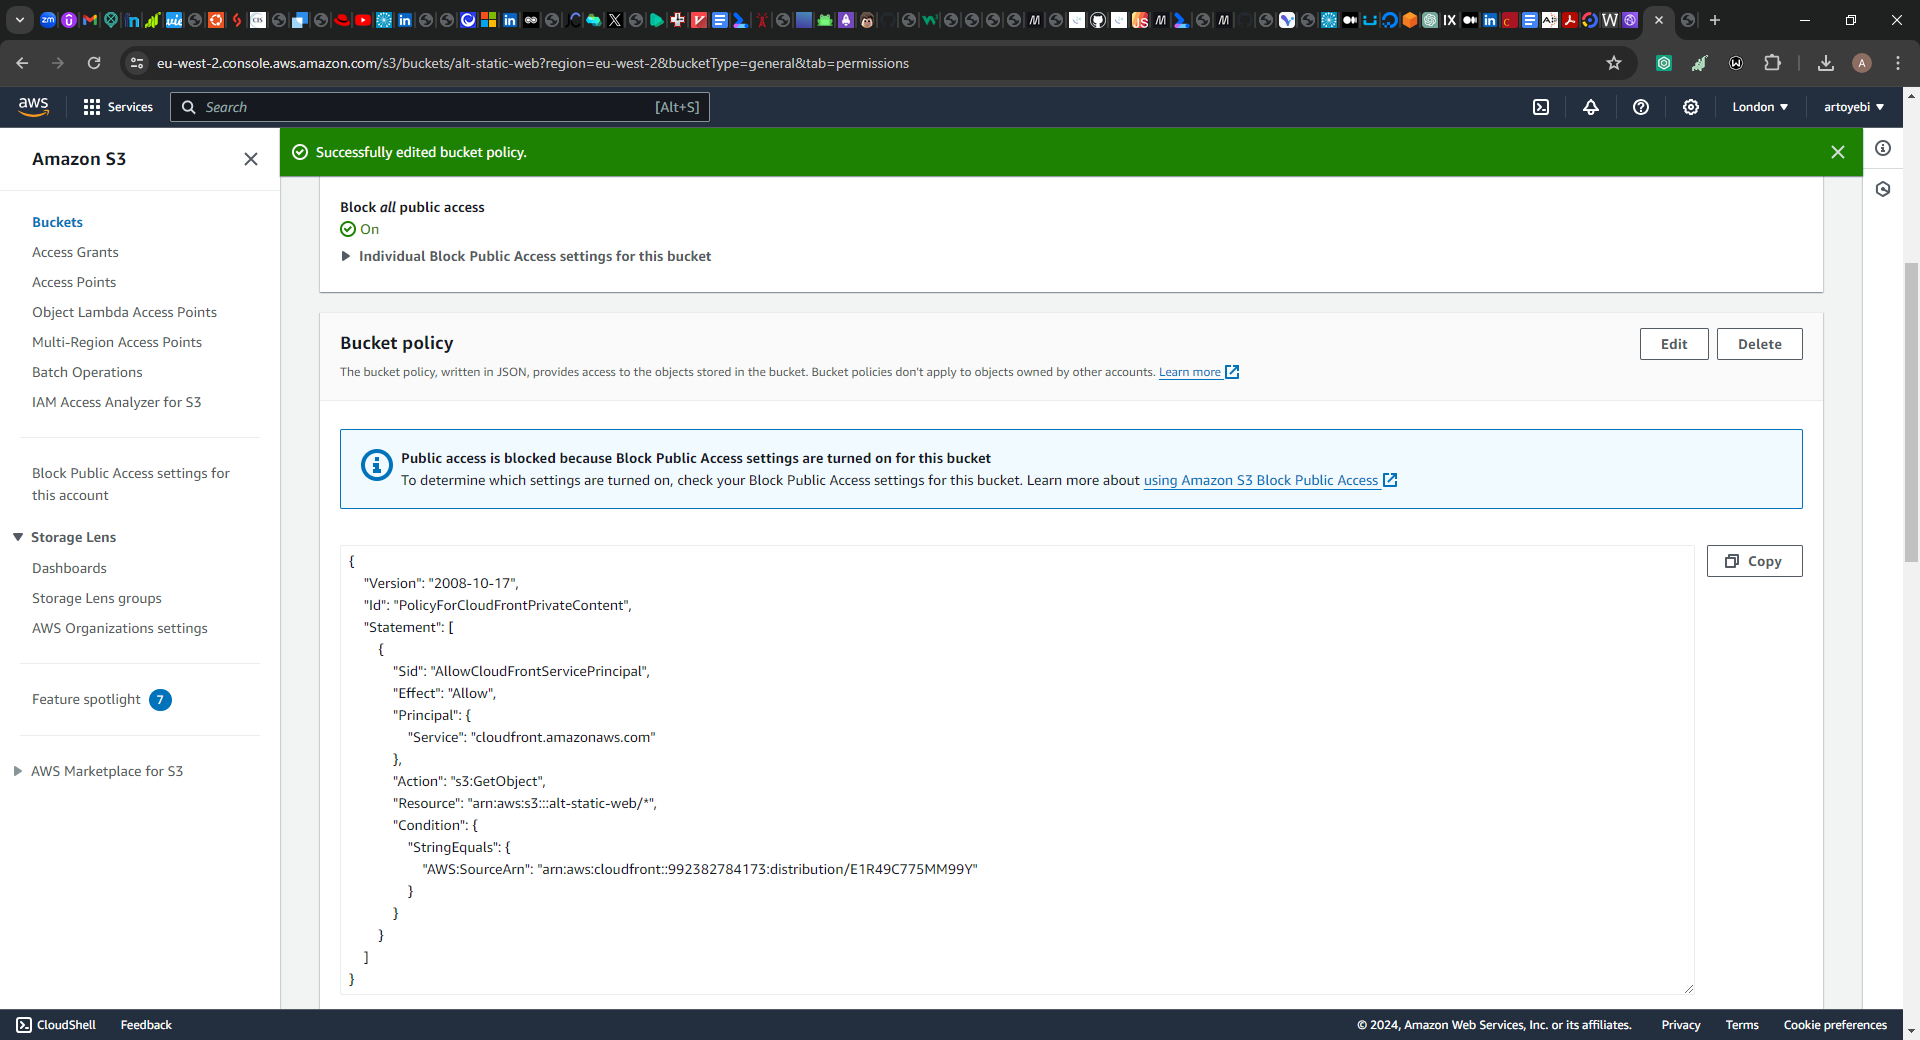 eu-west-2.console.aws.amazon.com/s3/buckets/alt-static-web?region=eu-west-2&bucketType=general&tab=permissions
aws
Services
Search
[Alt+S]
London
artoyebi
Amazon S3
Buckets
Access Grants
Access Points
Object Lambda Access Points
Multi-Region Access Points
Batch Operations
IAM Access Analyzer for S3
Block Public Access settings for
this account
Storage Lens
Dashboards
Storage Lens groups
AWS Organizations settings
Feature spotlight 7
AWS Marketplace for S3
Successfully edited bucket policy.
Block all public access
On
Individual Block Public Access settings for this bucket
Bucket policy
Edit
Delete
The bucket policy, written in JSON, provides access to the objects stored in the bucket. Bucket policies don't apply to objects owned by other accounts. Learn more
Public access is blocked because Block Public Access settings are turned on for this bucket
To determine which settings are turned on, check your Block Public Access settings for this bucket. Learn more about using Amazon S3 Block Public Access
Copy
{
"Version": "2008-10-17",
"Id": "PolicyForCloudFrontPrivateContent",
"Statement": [
{
"Sid": "AllowCloudFrontServicePrincipal",
"Effect": "Allow",
"Principal": {
"Service": "cloudfront.amazonaws.com"
},
"Action": "s3:GetObject",
"Resource": "arn:aws:s3:::alt-static-web/*",
"Condition": {
"StringEquals": {
"AWS:SourceArn": "arn:aws:cloudfront::992382784173:distribution/E1R49C775MM99Y"
}
}
}
]
}
CloudShell
Feedback
© 2024, Amazon Web Services, Inc. or its affiliates.
Privacy
Terms
Cookie preferences